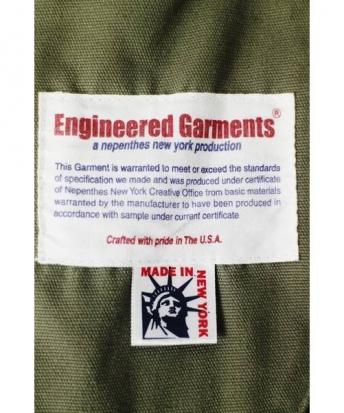 Engineered Garments®
a nepenthes new york production
This Garment is warranted to meet or exceed the standards
of specification we made and was produced under certificate
of Nepenthes New York Creative Office from basic materials
warranted by the manufacturer to have been produced in
accordance with sample under current certificate
Crafted with pride in The U.S.A.
MADE IN
NEW YORK